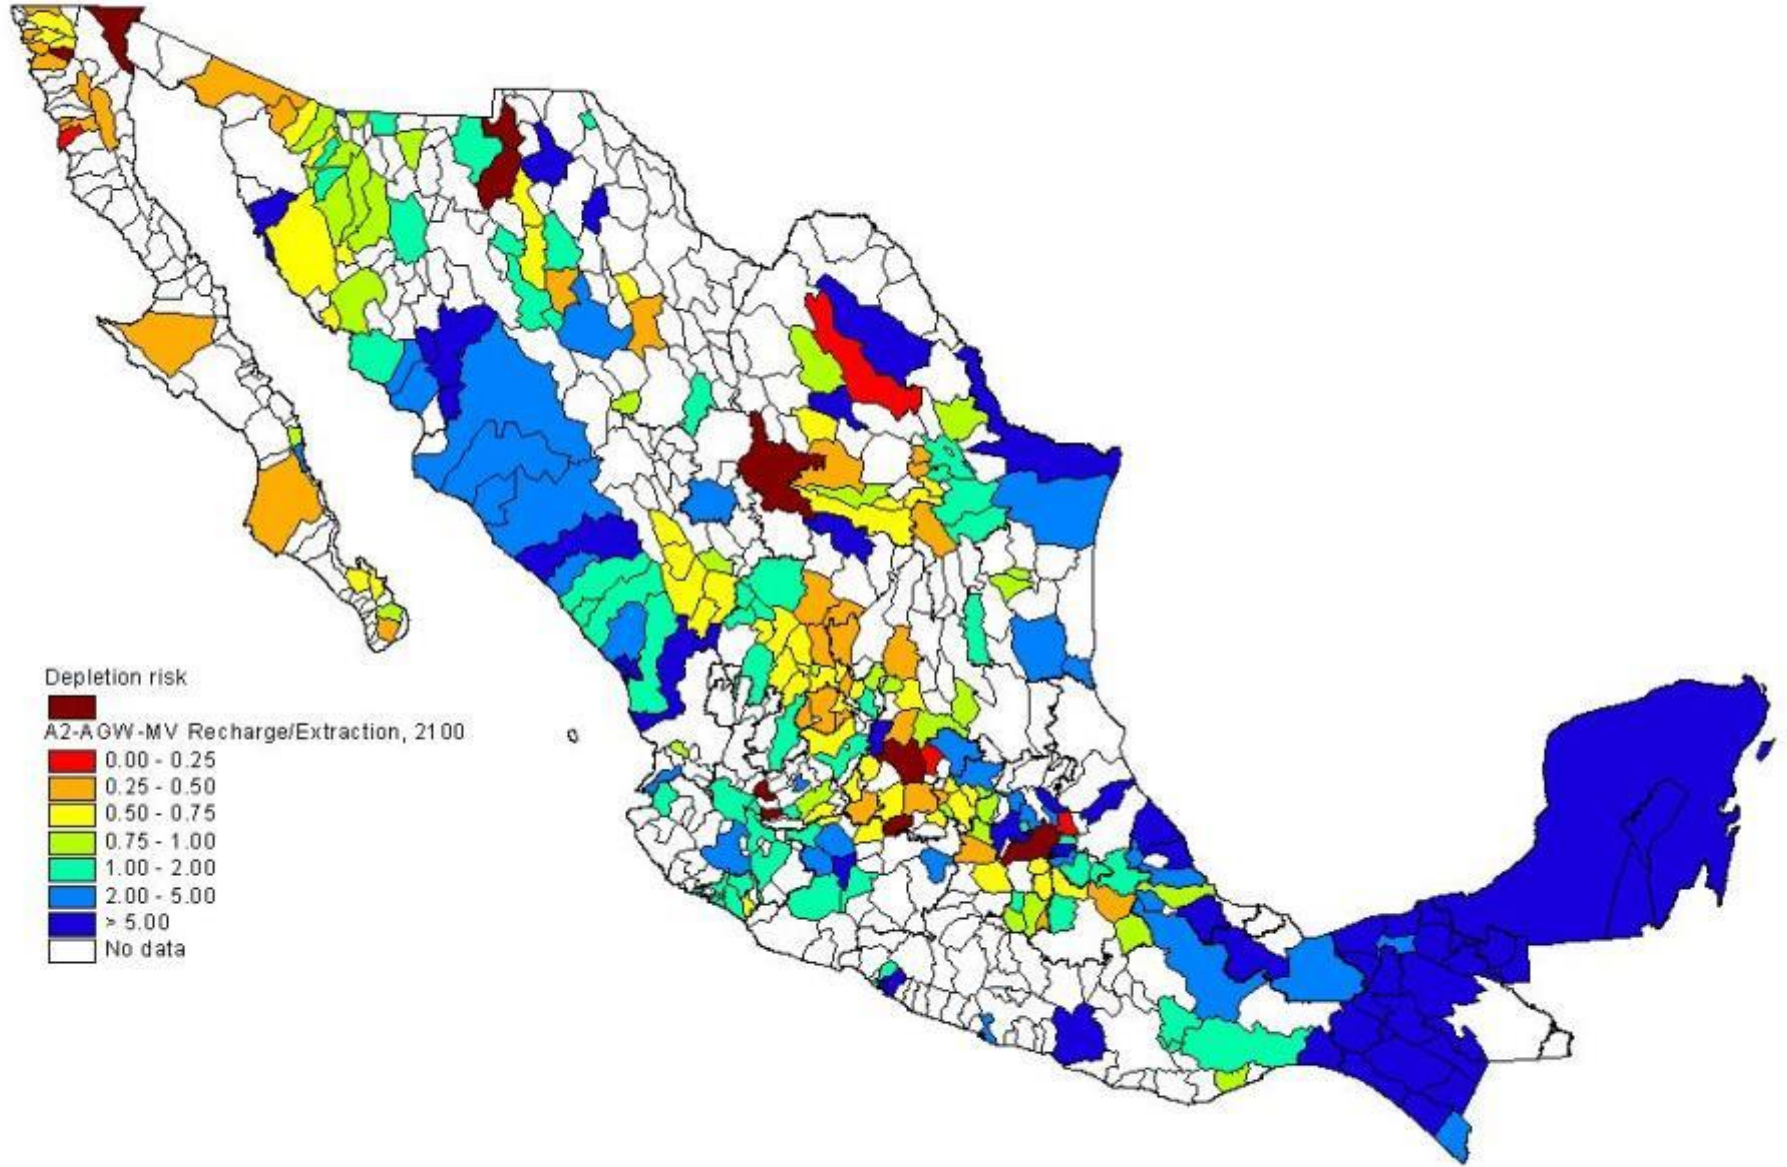 Depletion risk
A2-AGW-MV Recharge/Extraction, 2100
0.00 - 0.25
0.25 - 0.50
0.50 - 0.75
0.75 - 1.00
1.00 - 2.00
2.00 - 5.00
> 5.00
No data